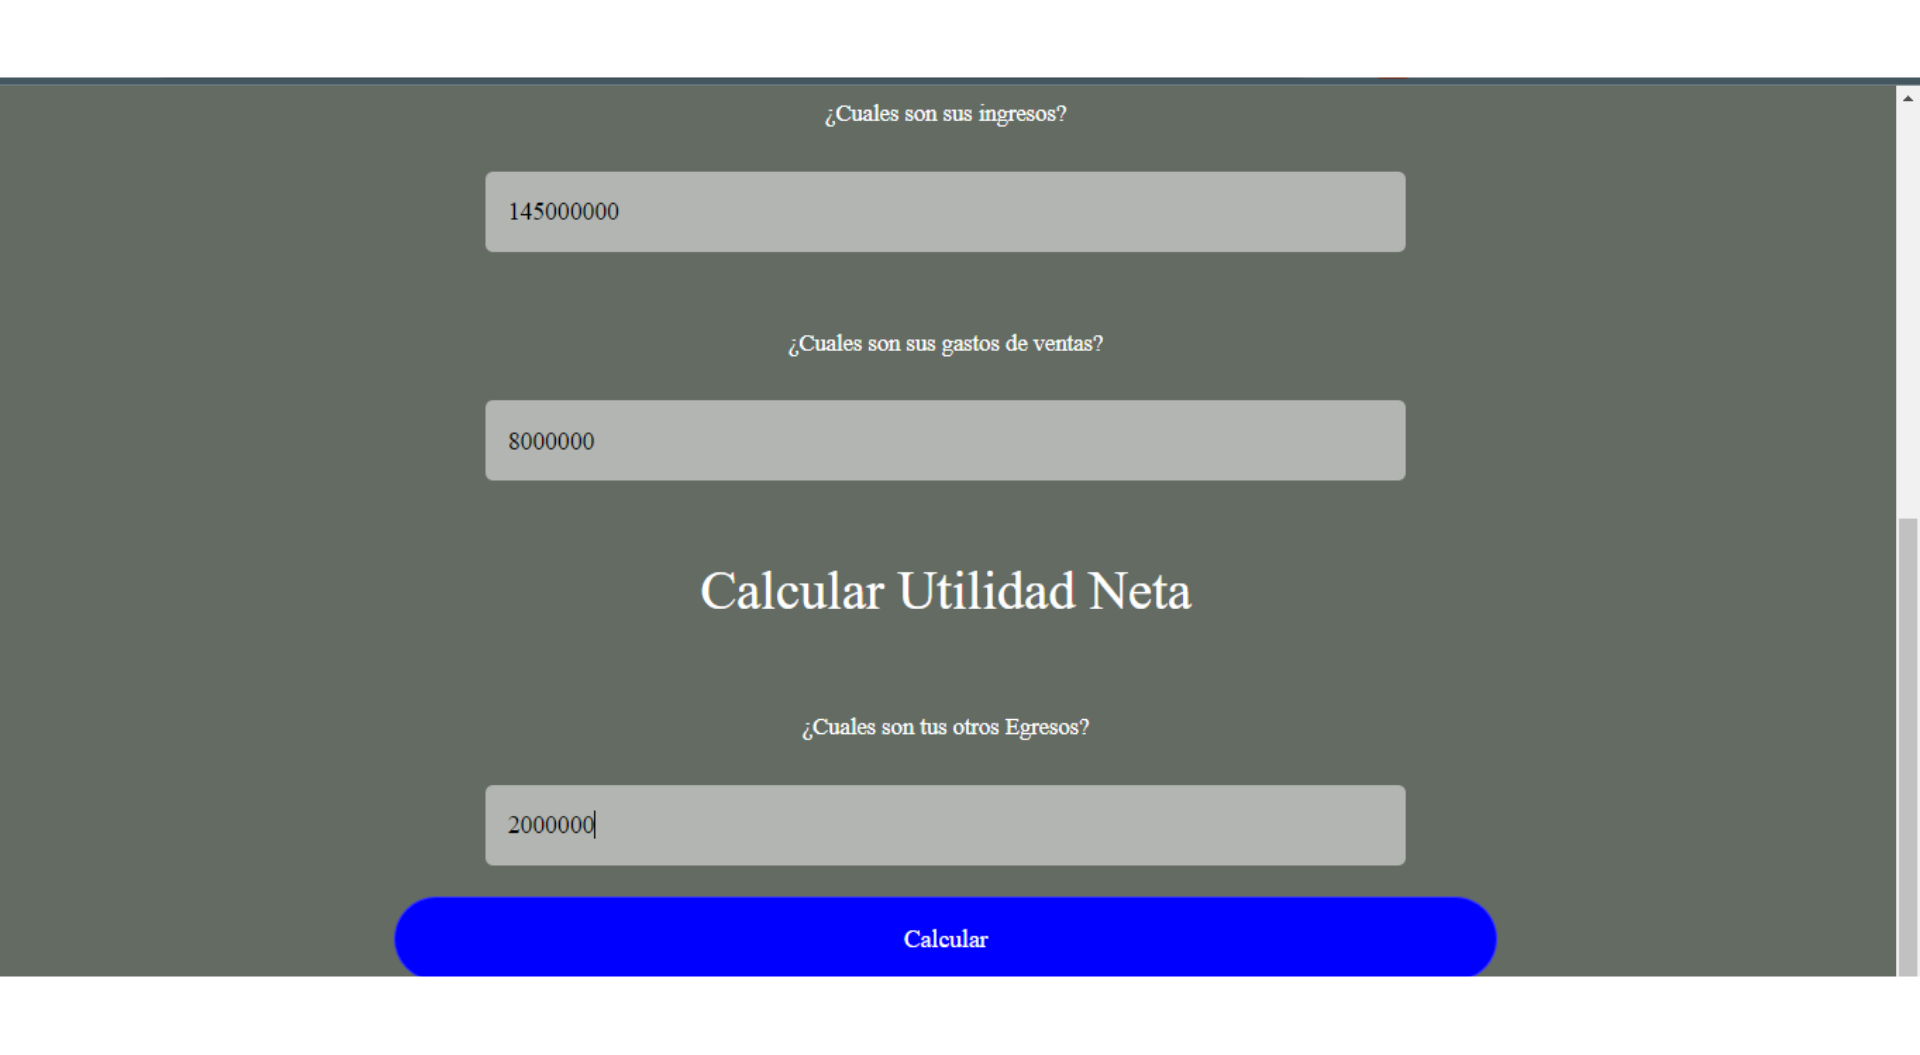 ¿Cuales son sus ingresos?
145000000
¿Cuales son sus gastos de ventas?
8000000
Calcular Utilidad Neta
¿Cuales son tus otros Egresos?
2000000
Calcular